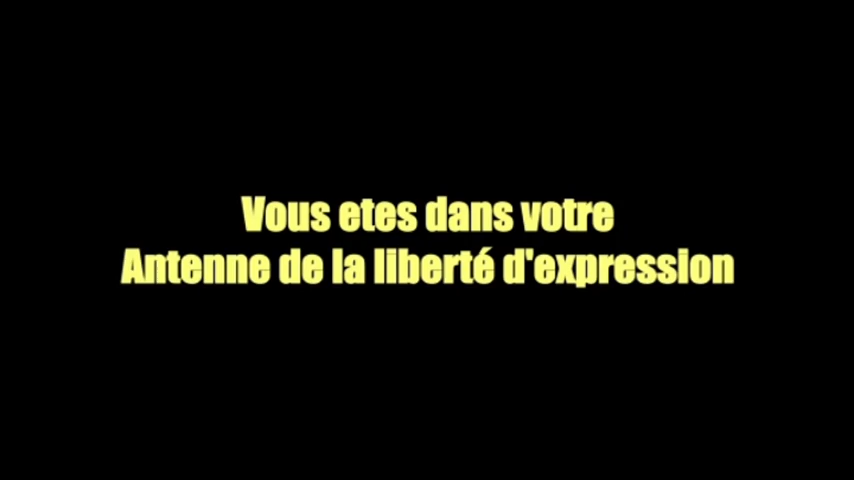 Vous etes dans votre
Antenne de la liberté d'expression